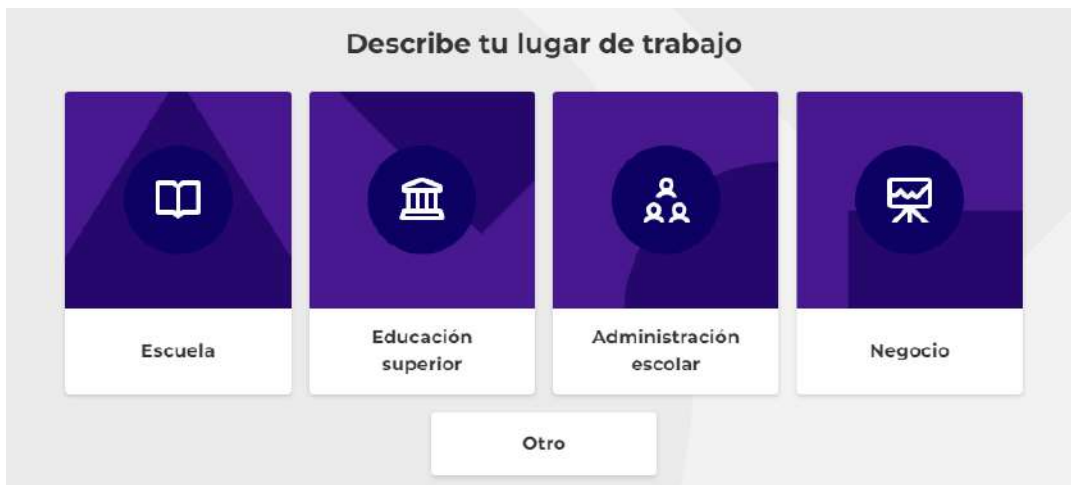 Describe tu lugar de trabajo
Escuela
Educación
superior
Administración
escolar
Negocio
Otro